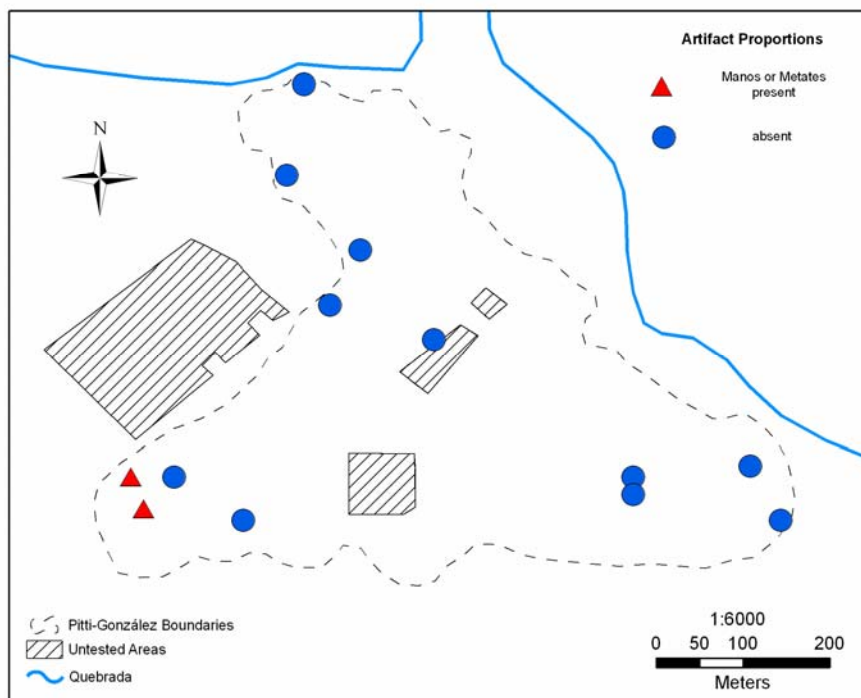 Artifact Proportions
Manos or Metates
present
absent
N
Pitti-González Boundaries
Untested Areas
Quebrada
1:6000
0 50 100 200
Meters